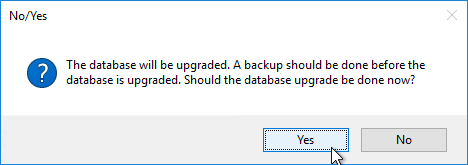 No/Yes
The database will be upgraded. A backup should be done before the
database is upgraded. Should the database upgrade be done now?
Yes
No